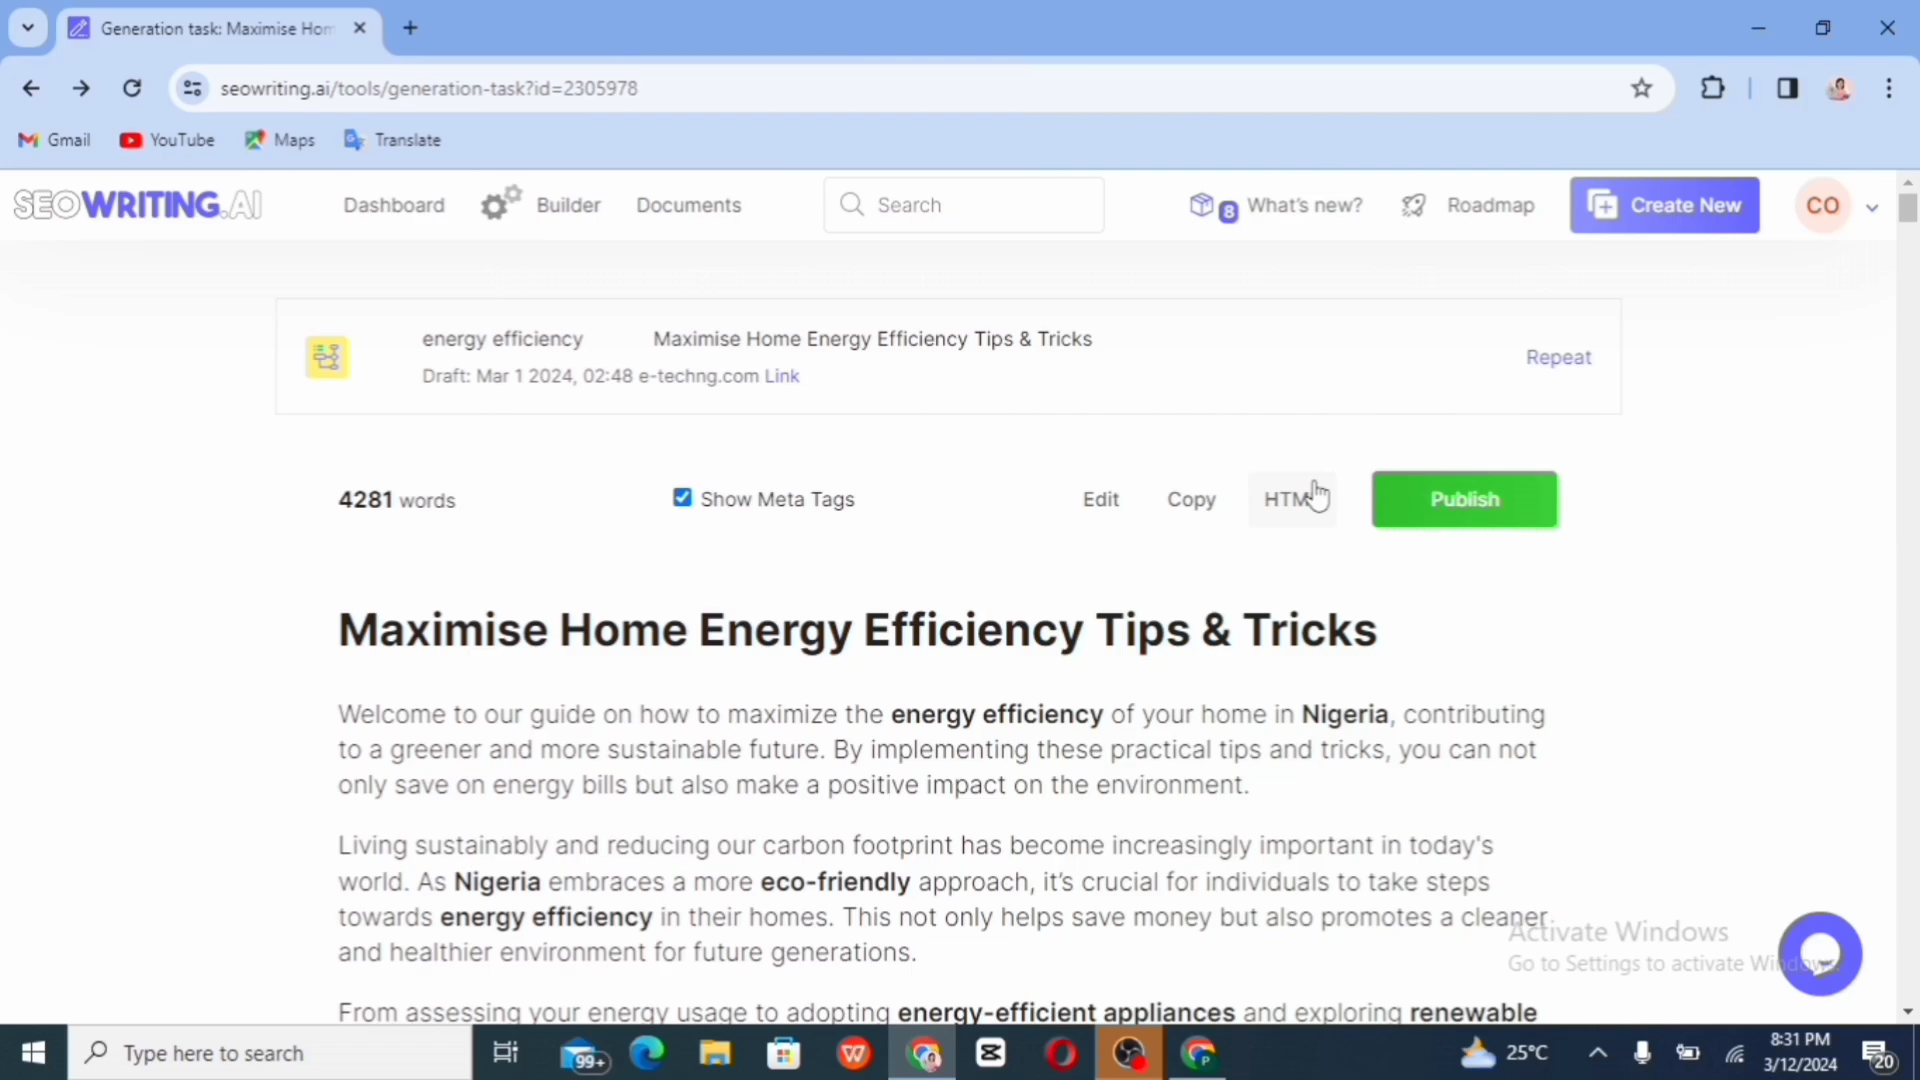 Generation task: Maximise Hom
seowriting.ai/tools/generation-task?id=2305978
Gmail YouTube Maps Translate
SEOWRITING.AI Dashboard Builder Documents Search 8 What's new? Roadmap Create New CO
energy efficiency Maximise Home Energy Efficiency Tips & Tricks
Draft: Mar 1 2024, 02:48 e-techng.com Link
Repeat
4281 words Show Meta Tags Edit Copy HTM Publish
Maximise Home Energy Efficiency Tips & Tricks
Welcome to our guide on how to maximize the energy efficiency of your home in Nigeria, contributing
to a greener and more sustainable future. By implementing these practical tips and tricks, you can not
only save on energy bills but also make a positive impact on the environment.
Living sustainably and reducing our carbon footprint has become increasingly important in today's
world. As Nigeria embraces a more eco-friendly approach, it's crucial for individuals to take steps
towards energy efficiency in their homes. This not only helps save money but also promotes a cleaner
and healthier environment for future generations.
Activate Windows
Go to Settings to activate Windows.
From assessing your energy usage to adopting energy-efficient appliances and exploring renewable
Type here to search 99+ 25°C 8:31 PM
3/12/2024 20